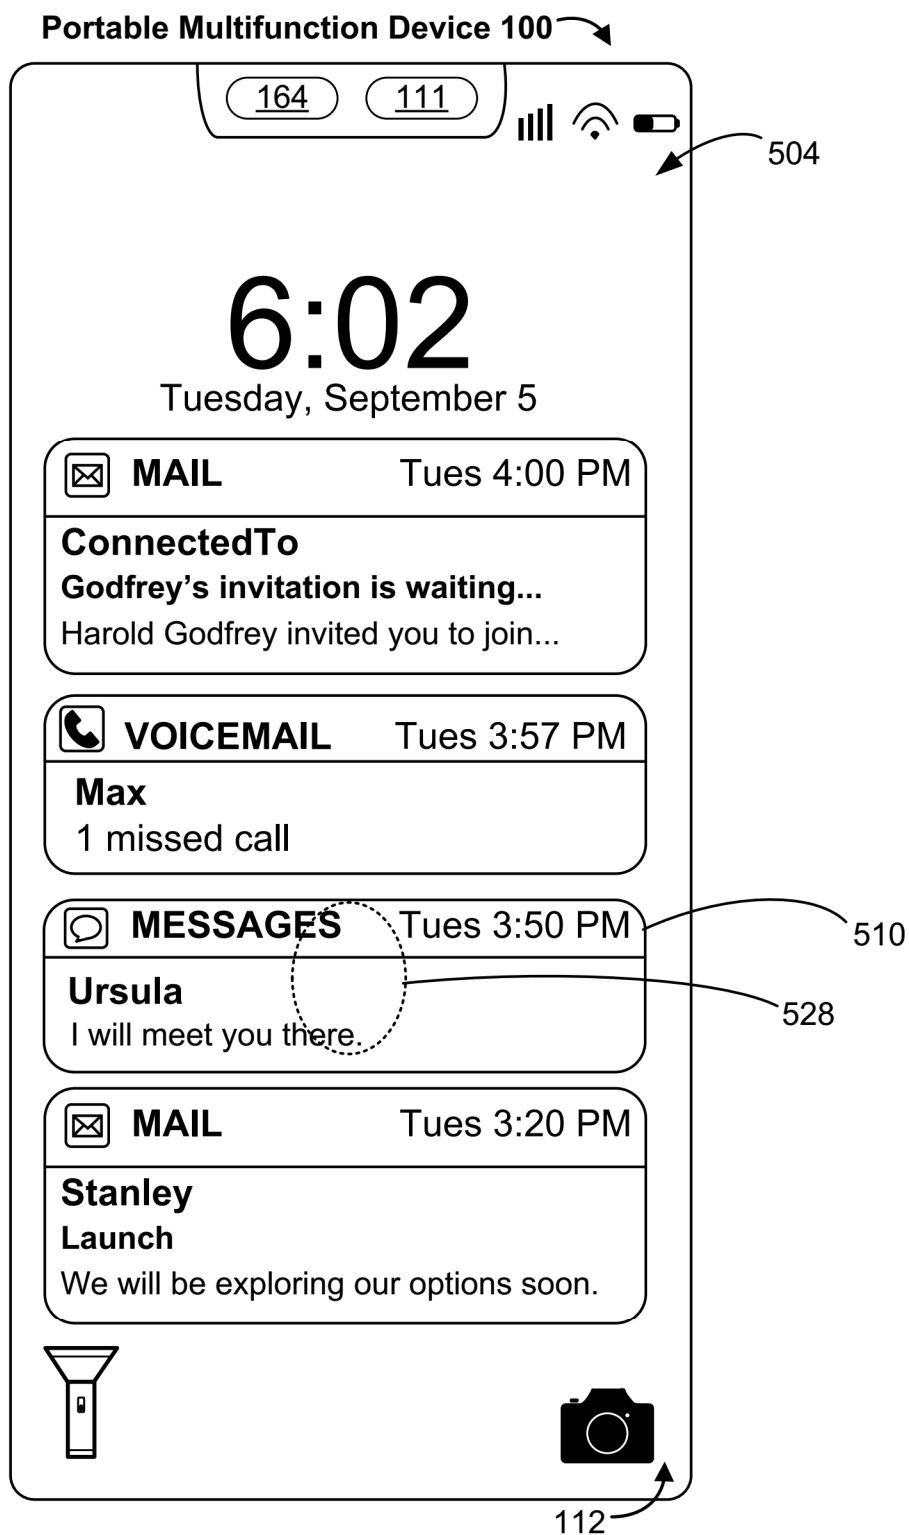 Portable Multifunction Device 100
164 111
504
6:02
Tuesday, September 5
MAIL Tues 4:00 PM
ConnectedTo
Godfrey’s invitation is waiting...
Harold Godfrey invited you to join...
VOICEMAIL Tues 3:57 PM
Max
1 missed call
MESSAGES Tues 3:50 PM
510
Ursula
528
I will meet you there.
MAIL Tues 3:20 PM
Stanley
Launch
We will be exploring our options soon.
112